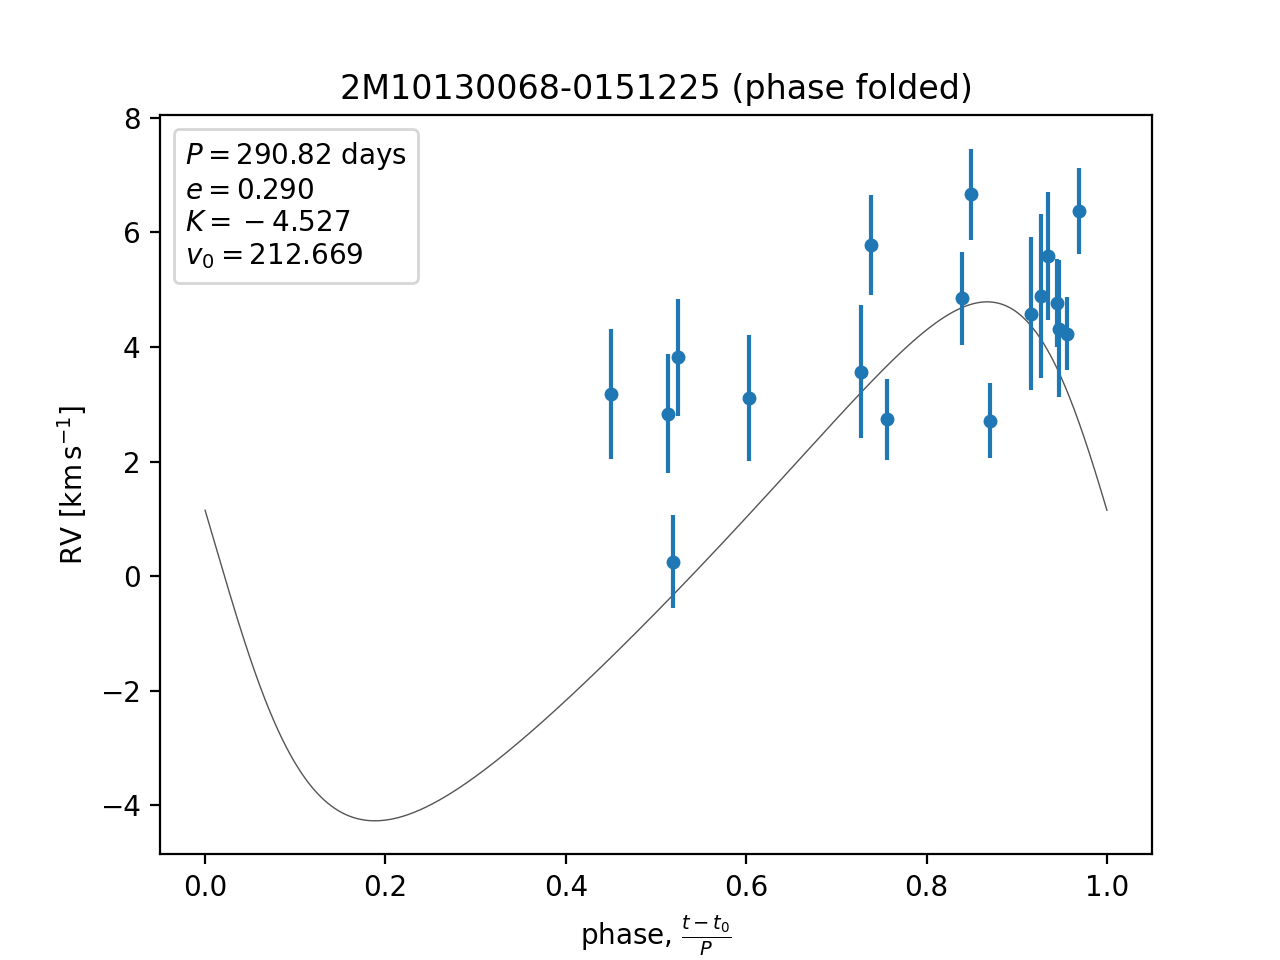 2M10130068-0151225 (phase folded)
P = 290.82 days
e = 0.290
K = −4.527
v₀ = 212.669
8
6
4
2
0
−2
−4
RV [km s⁻¹]
0.0 0.2 0.4 0.6 0.8 1.0
phase, (t − t₀)/P